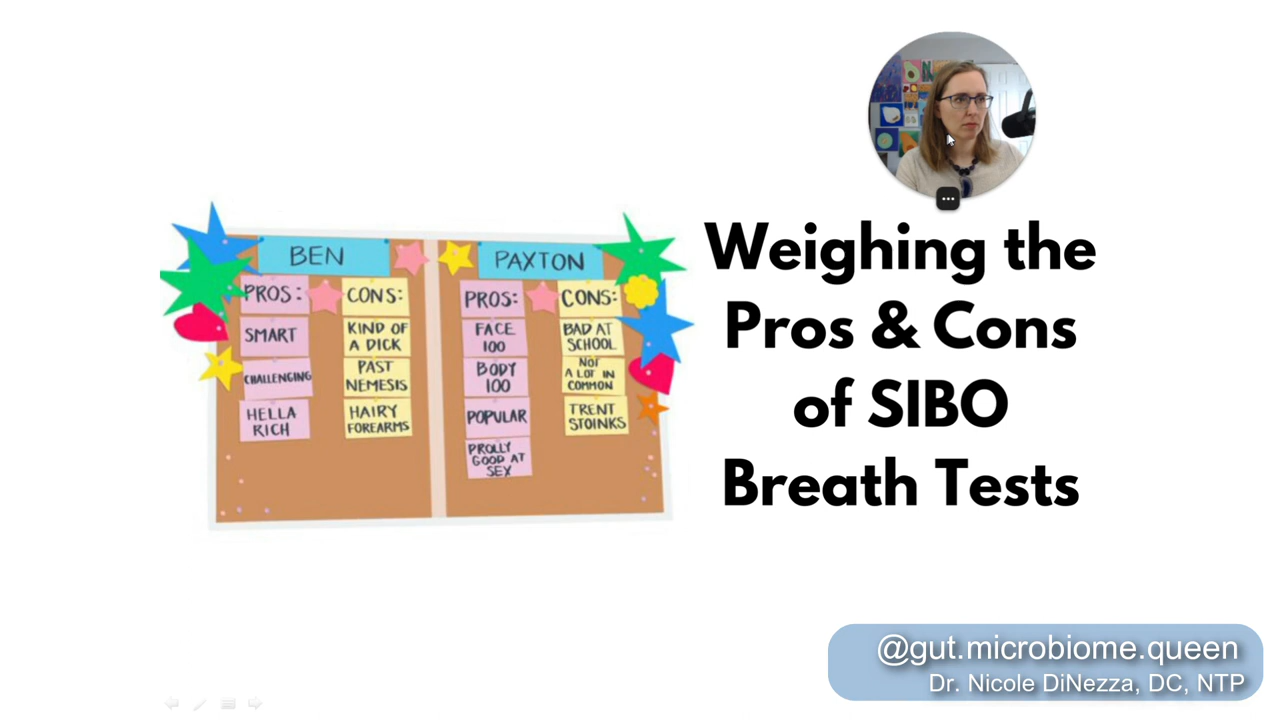 BEN
PROS:
CONS:
SMART
KIND OF
A DICK
CHALLENGING
PAST
NEMESIS
HELLA
RICH
HAIRY
FOREARMS
PAXTON
PROS:
CONS:
FACE
100
BAD AT
SCHOOL
BODY
100
NOT
A LOT IN
COMMON
POPULAR
TRENT
STOINKS
PROLLY
GOOD AT
SEX
Weighing the
Pros & Cons
of SIBO
Breath Tests
@gut.microbiome.queen
Dr. Nicole DiNezza, DC, NTP